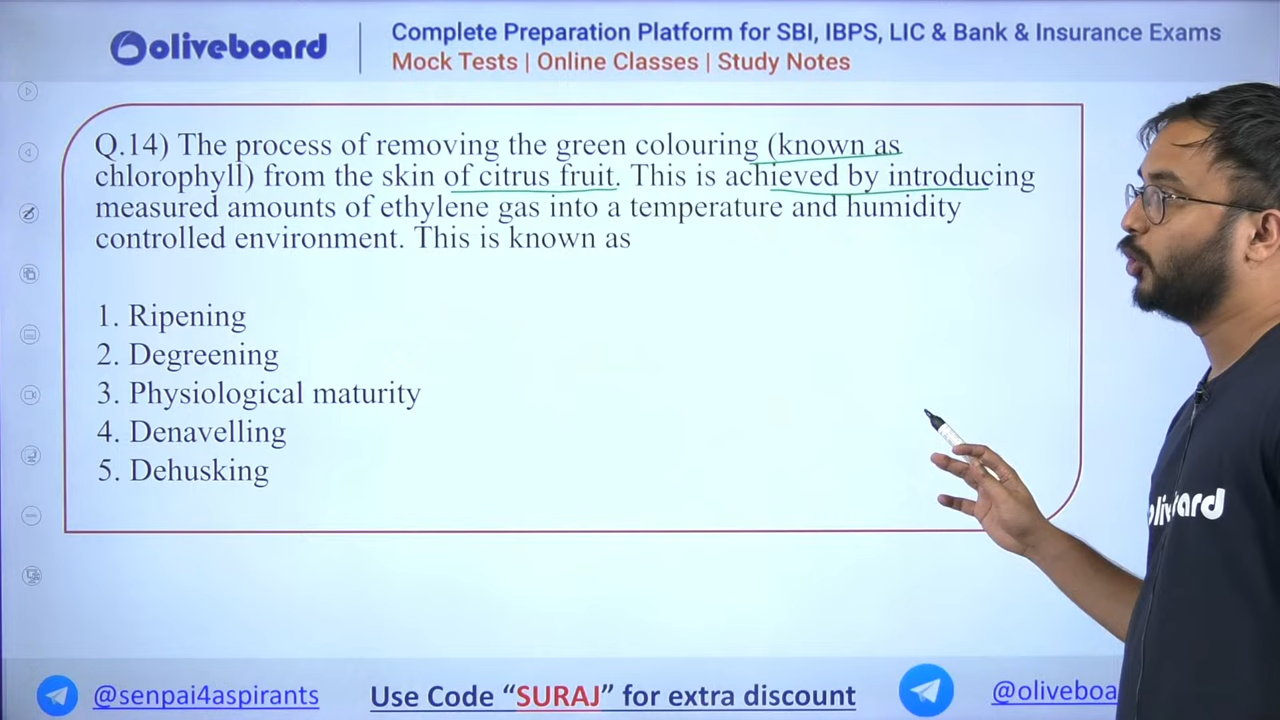 oliveboard
Complete Preparation Platform for SBI, IBPS, LIC & Bank & Insurance Exams
Mock Tests | Online Classes | Study Notes
Q.14) The process of removing the green colouring (known as
chlorophyll) from the skin of citrus fruit. This is achieved by introducing
measured amounts of ethylene gas into a temperature and humidity
controlled environment. This is known as
1. Ripening
2. Degreening
3. Physiological maturity
4. Denavelling
5. Dehusking
@senpai4aspirants
Use Code “SURAJ” for extra discount